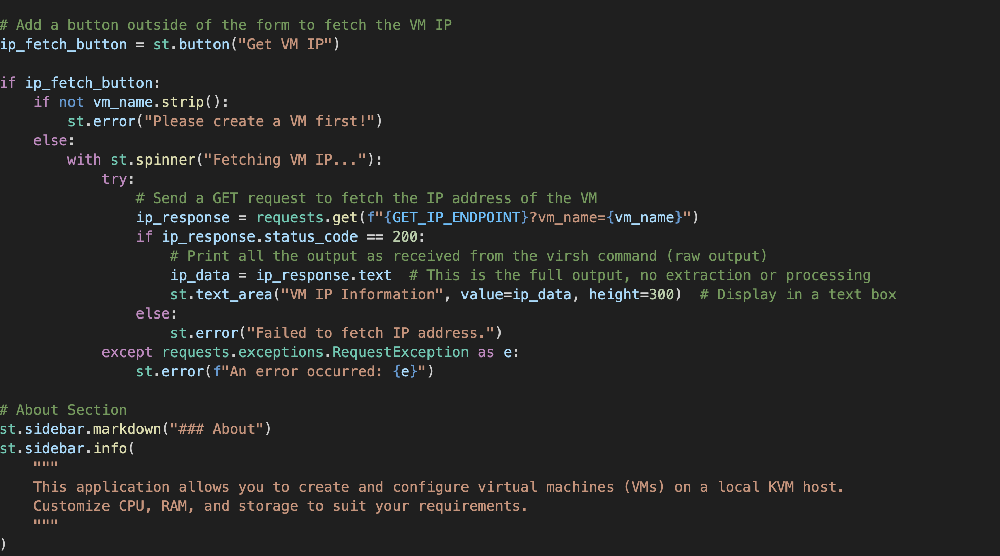 # Add a button outside of the form to fetch the VM IP
ip_fetch_button = st.button("Get VM IP")

if ip_fetch_button:
    if not vm_name.strip():
        st.error("Please create a VM first!")
    else:
        with st.spinner("Fetching VM IP..."):
            try:
                # Send a GET request to fetch the IP address of the VM
                ip_response = requests.get(f"{GET_IP_ENDPOINT}?vm_name={vm_name}")
                if ip_response.status_code == 200:
                    # Print all the output as received from the virsh command (raw output)
                    ip_data = ip_response.text  # This is the full output, no extraction or processing
                    st.text_area("VM IP Information", value=ip_data, height=300)  # Display in a text box
                else:
                    st.error("Failed to fetch IP address.")
            except requests.exceptions.RequestException as e:
                st.error(f"An error occurred: {e}")

# About Section
st.sidebar.markdown("### About")
st.sidebar.info(
    """
    This application allows you to create and configure virtual machines (VMs) on a local KVM host.
    Customize CPU, RAM, and storage to suit your requirements.
    """
)